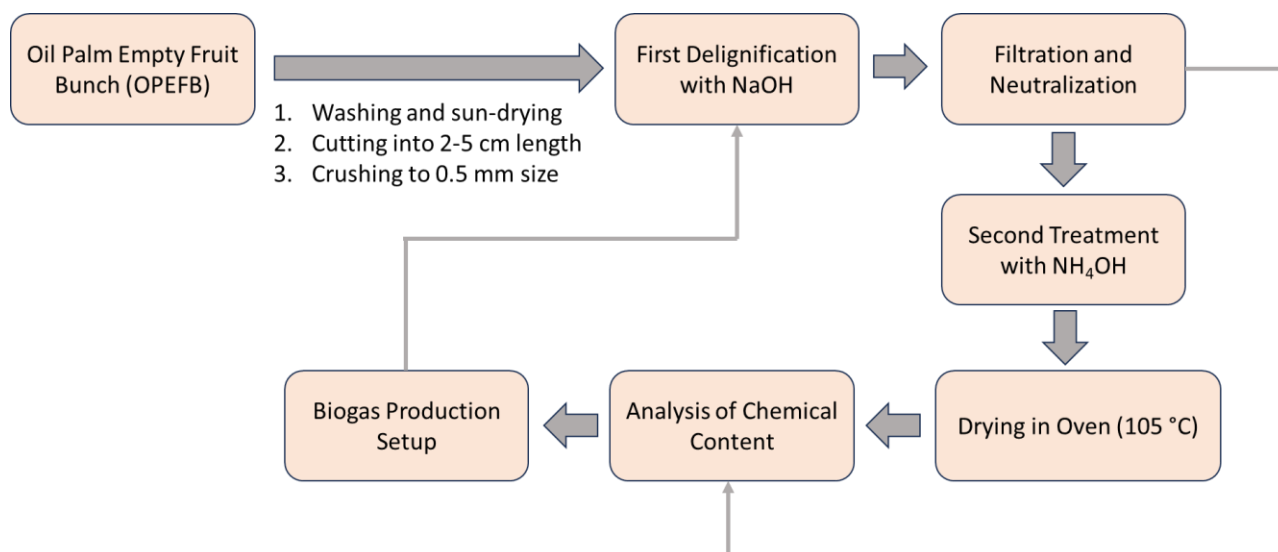 Oil Palm Empty Fruit
Bunch (OPEFB)
1. Washing and sun-drying
2. Cutting into 2-5 cm length
3. Crushing to 0.5 mm size
First Delignification
with NaOH
Filtration and
Neutralization
Second Treatment
with NH₄OH
Drying in Oven (105 °C)
Analysis of Chemical
Content
Biogas Production
Setup